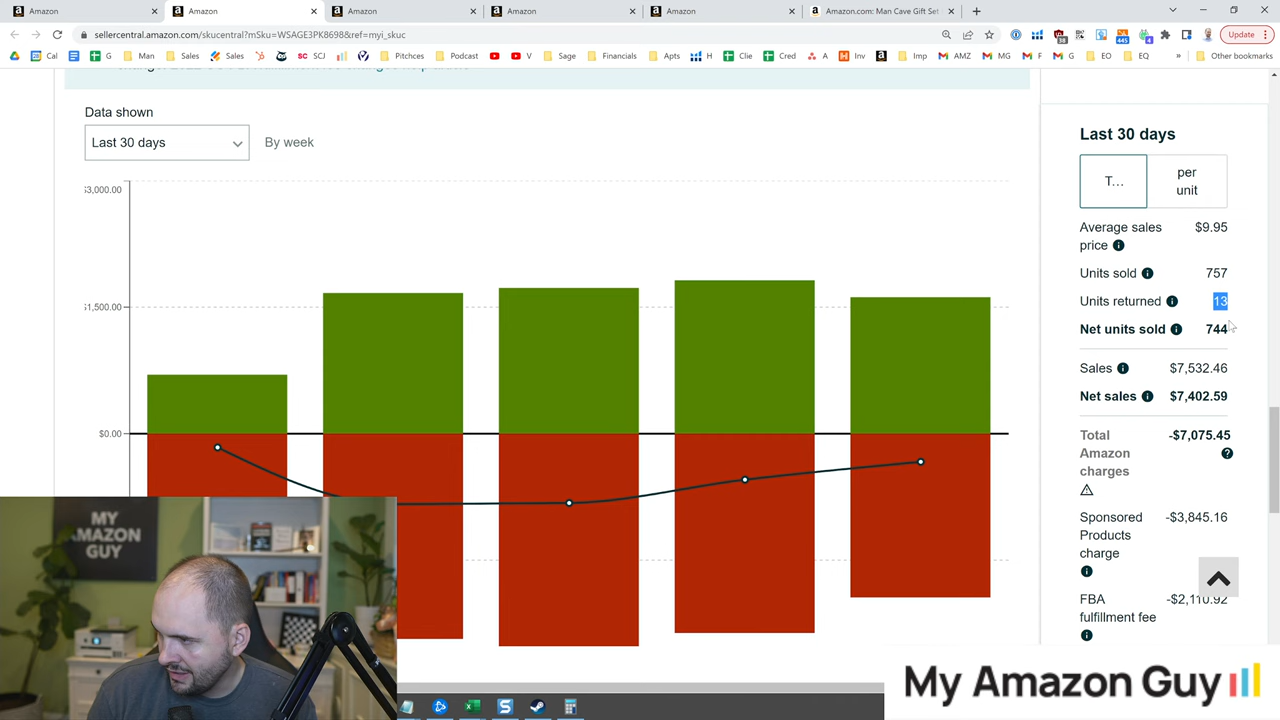 Amazon
Amazon
Amazon
Amazon
Amazon
Amazon.com: Man Cave Gift Set
sellercentral.amazon.com/skucentral?mSku=WSAGE3PK8698&ref=myi_skuc
Update
Cal
G
Man
Sales
Sales
SCJ
Pitches
Podcast
V
Sage
Financials
Apts
H
Clie
Cred
A
Inv
Imp
AMZ
MG
F
G
EO
EQ
Other bookmarks
Data shown
Last 30 days
By week
$3,000.00
$1,500.00
$0.00
Last 30 days
T...
per
unit
Average sales
price
$9.95
Units sold
757
Units returned
13
Net units sold
744
Sales
$7,532.46
Net sales
$7,402.59
Total
Amazon
charges
-$7,075.45
Sponsored
Products
charge
-$3,845.16
FBA
fulfillment fee
-$2,110.92
MY
AMAZON
GUY
My Amazon Guy